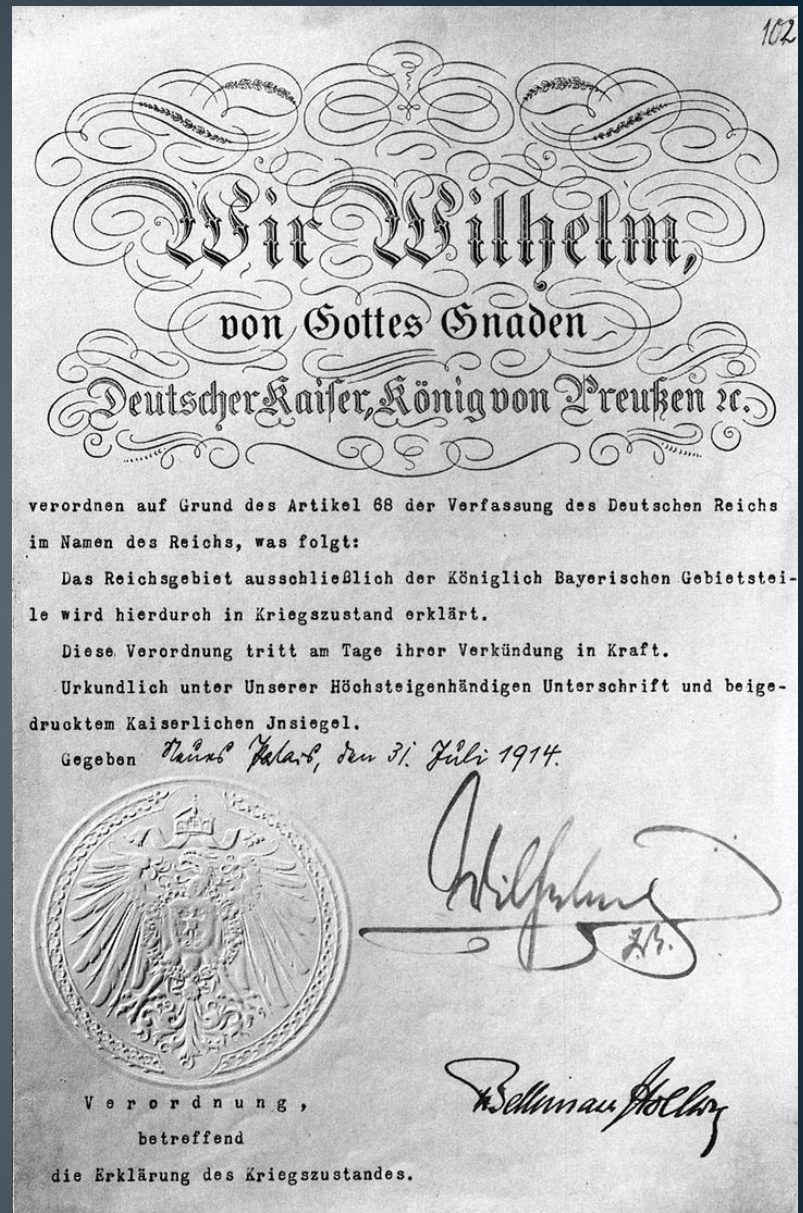 102
Wir Wilhelm,
von Gottes Gnaden
Deutscher Kaiser, König von Preußen ꝛc.
verordnen auf Grund des Artikel 68 der Verfassung des Deutschen Reichs
im Namen des Reichs, was folgt:
Das Reichsgebiet ausschließlich der Königlich Bayerischen Gebietstei-
le wird hierdurch in Kriegszustand erklärt.
Diese Verordnung tritt am Tage ihrer Verkündung in Kraft.
Urkundlich unter Unserer Höchsteigenhändigen Unterschrift und beige-
drucktem Kaiserlichen Jnsiegel.
Gegeben Neues Palais, den 31. Juli 1914.
Wilhelm
I.R.
Bethmann Hollweg
Verordnung,
betreffend
die Erklärung des Kriegszustandes.